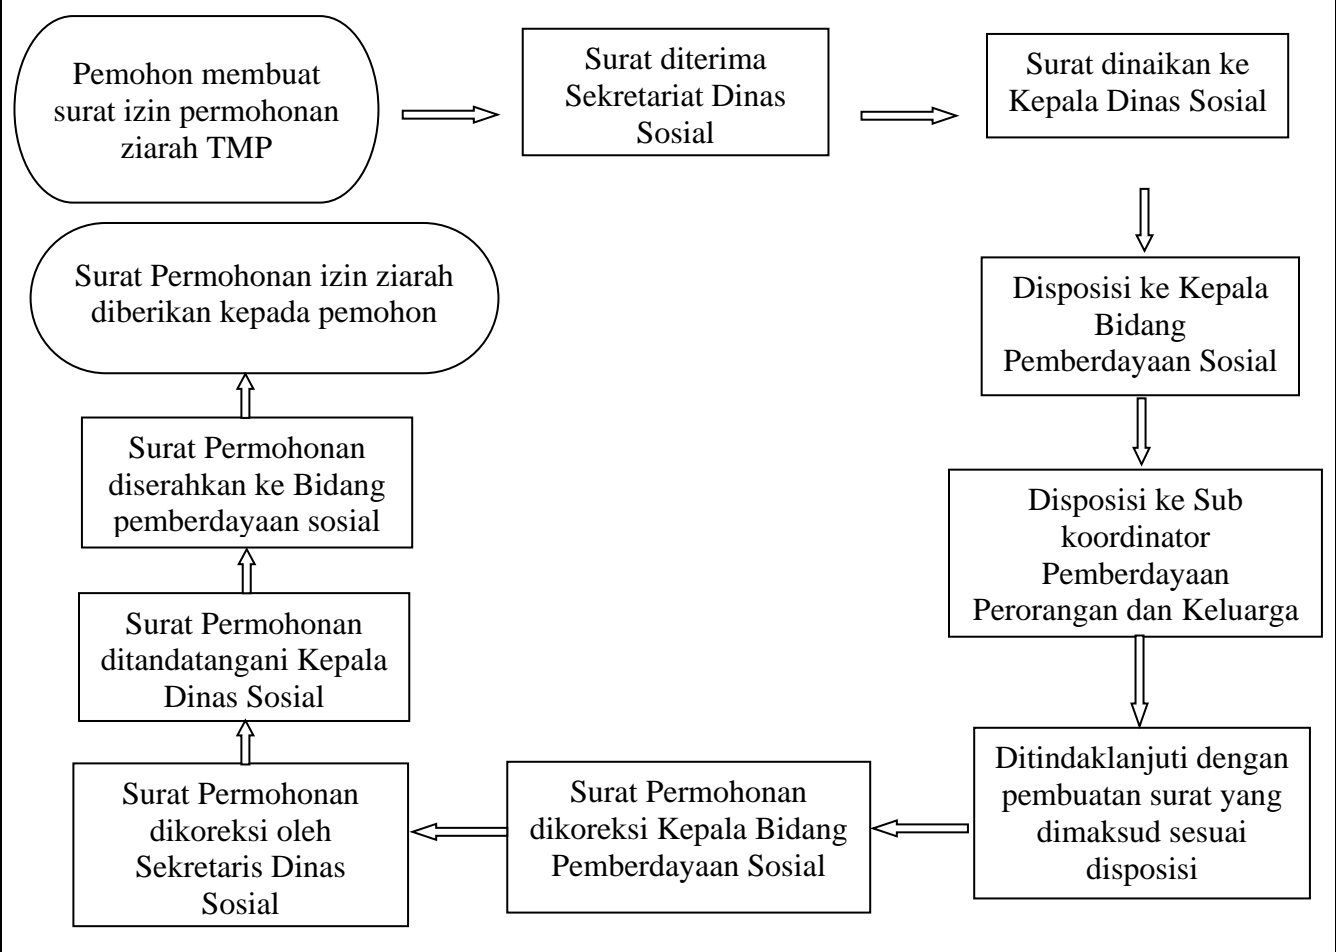 Pemohon membuat
surat izin permohonan
ziarah TMP
Surat diterima
Sekretariat Dinas
Sosial
Surat dinaikan ke
Kepala Dinas Sosial
Disposisi ke Kepala
Bidang
Pemberdayaan Sosial
Disposisi ke Sub
koordinator
Pemberdayaan
Perorangan dan Keluarga
Ditindaklanjuti dengan
pembuatan surat yang
dimaksud sesuai
disposisi
Surat Permohonan
dikoreksi Kepala Bidang
Pemberdayaan Sosial
Surat Permohonan
dikoreksi oleh
Sekretaris Dinas
Sosial
Surat Permohonan
ditandatangani Kepala
Dinas Sosial
Surat Permohonan
diserahkan ke Bidang
pemberdayaan sosial
Surat Permohonan izin ziarah
diberikan kepada pemohon